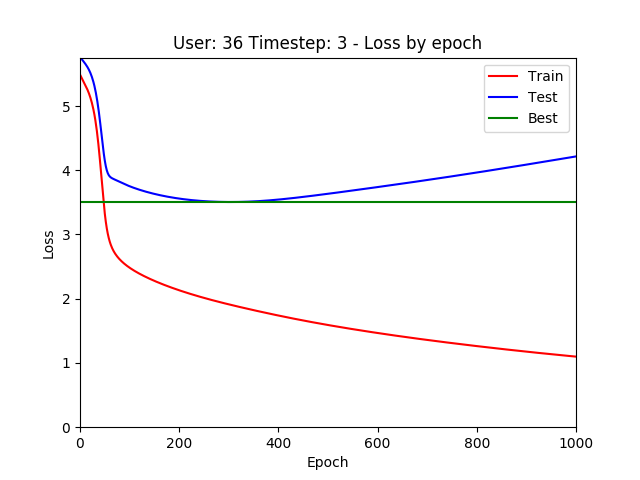 User: 36 Timestep: 3 - Loss by epoch
Train
Test
Best
5
4
3
2
1
0
Loss
0 200 400 600 800 1000
Epoch